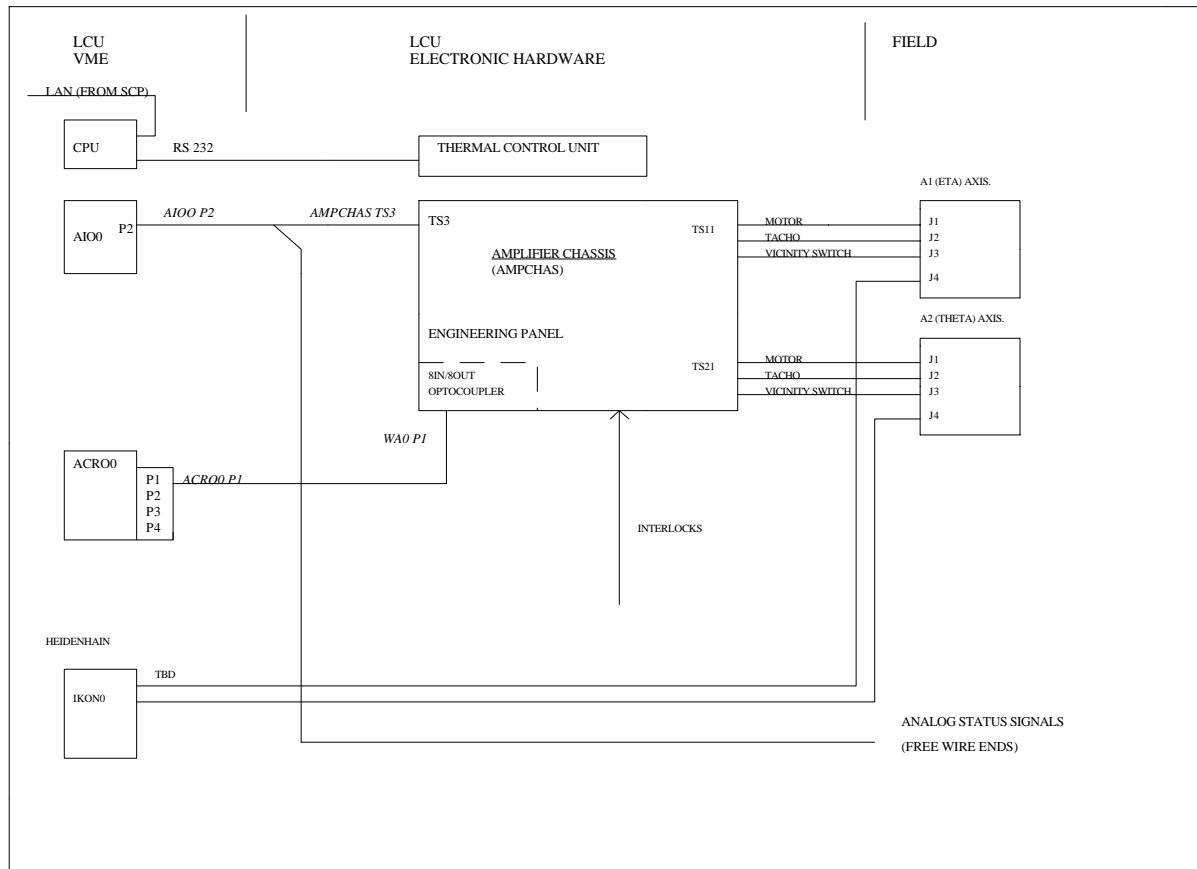 LCU
VME
LCU
ELECTRONIC HARDWARE
FIELD
LAN (FROM SCP)
CPU
RS 232
THERMAL CONTROL UNIT
A1 (ETA) AXIS.
AIO0
P2
AIOO P2
AMPCHAS TS3
TS3
AMPLIFIER CHASSIS
(AMPCHAS)
TS11
MOTOR
TACHO
VICINITY SWITCH
J1
J2
J3
J4
A2 (THETA) AXIS.
ENGINEERING PANEL
8IN/8OUT
OPTOCOUPLER
TS21
MOTOR
TACHO
VICINITY SWITCH
J1
J2
J3
J4
WA0 P1
ACRO0
P1
P2
P3
P4
ACRO0 P1
INTERLOCKS
HEIDENHAIN
IKON0
TBD
ANALOG STATUS SIGNALS
(FREE WIRE ENDS)